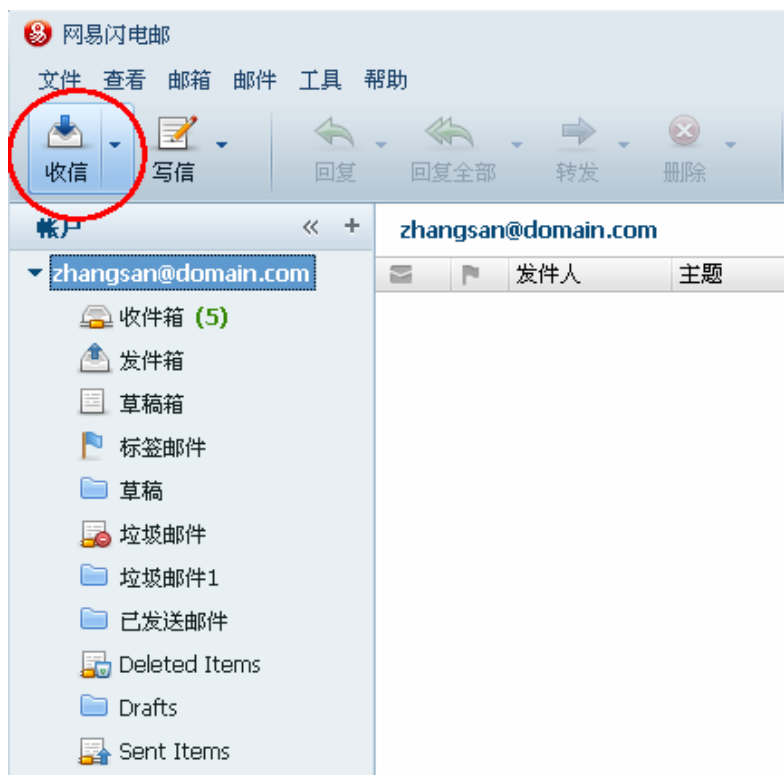 网易闪电邮
文件 查看 邮箱 邮件 工具 帮助
收信 写信 回复 回复全部 转发 删除
帐户 « + zhangsan@domain.com
zhangsan@domain.com 发件人 主题
收件箱 (5)
发件箱
草稿箱
标签邮件
草稿
垃圾邮件
垃圾邮件1
已发送邮件
Deleted Items
Drafts
Sent Items